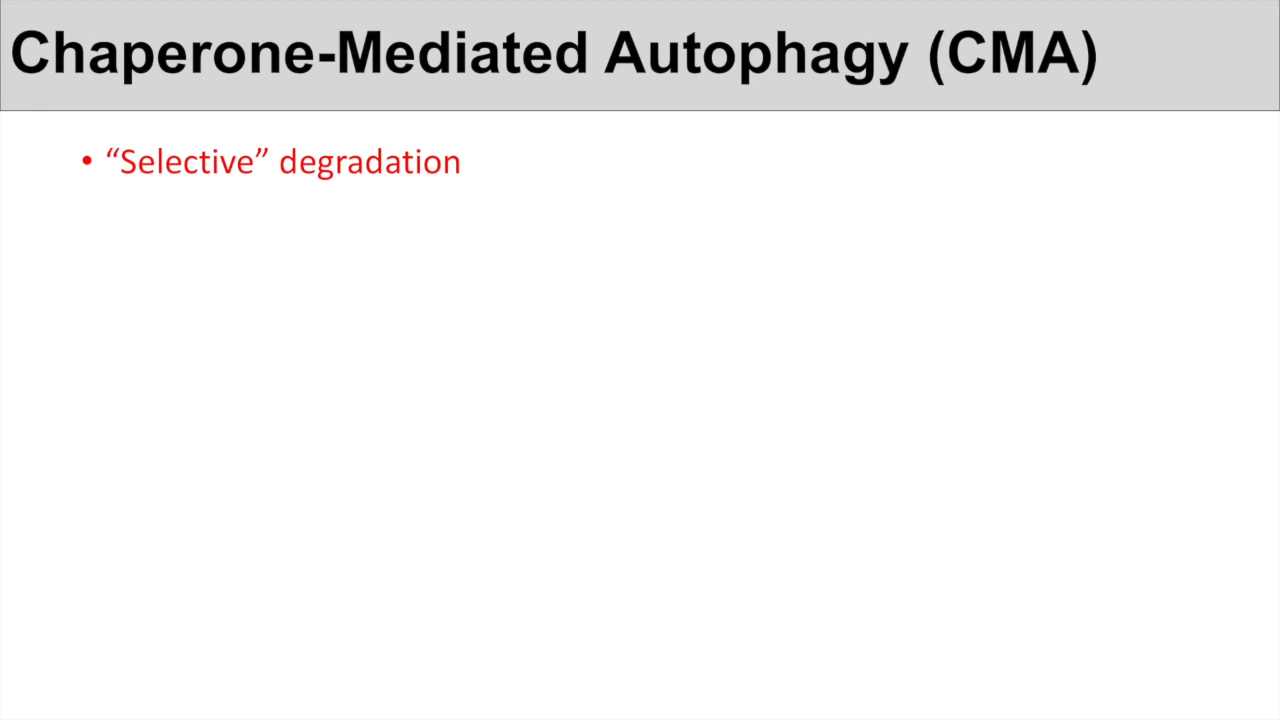 Chaperone-Mediated Autophagy (CMA)
• “Selective” degradation